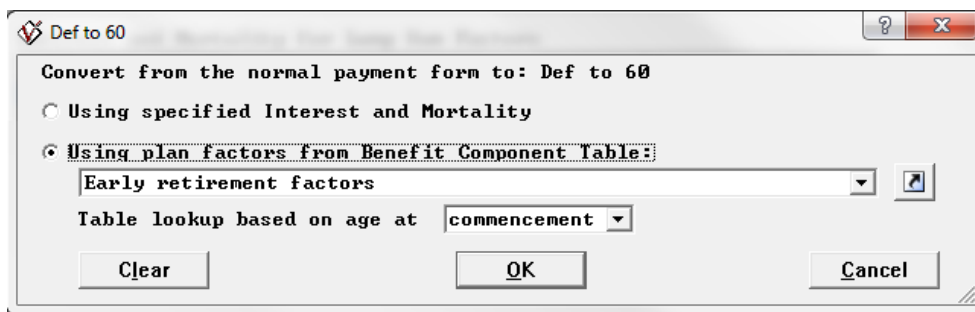 Def to 60
Convert from the normal payment form to: Def to 60
Using specified Interest and Mortality
Using plan factors from Benefit Component Table:
Early retirement factors
Table lookup based on age at commencement
Clear OK Cancel